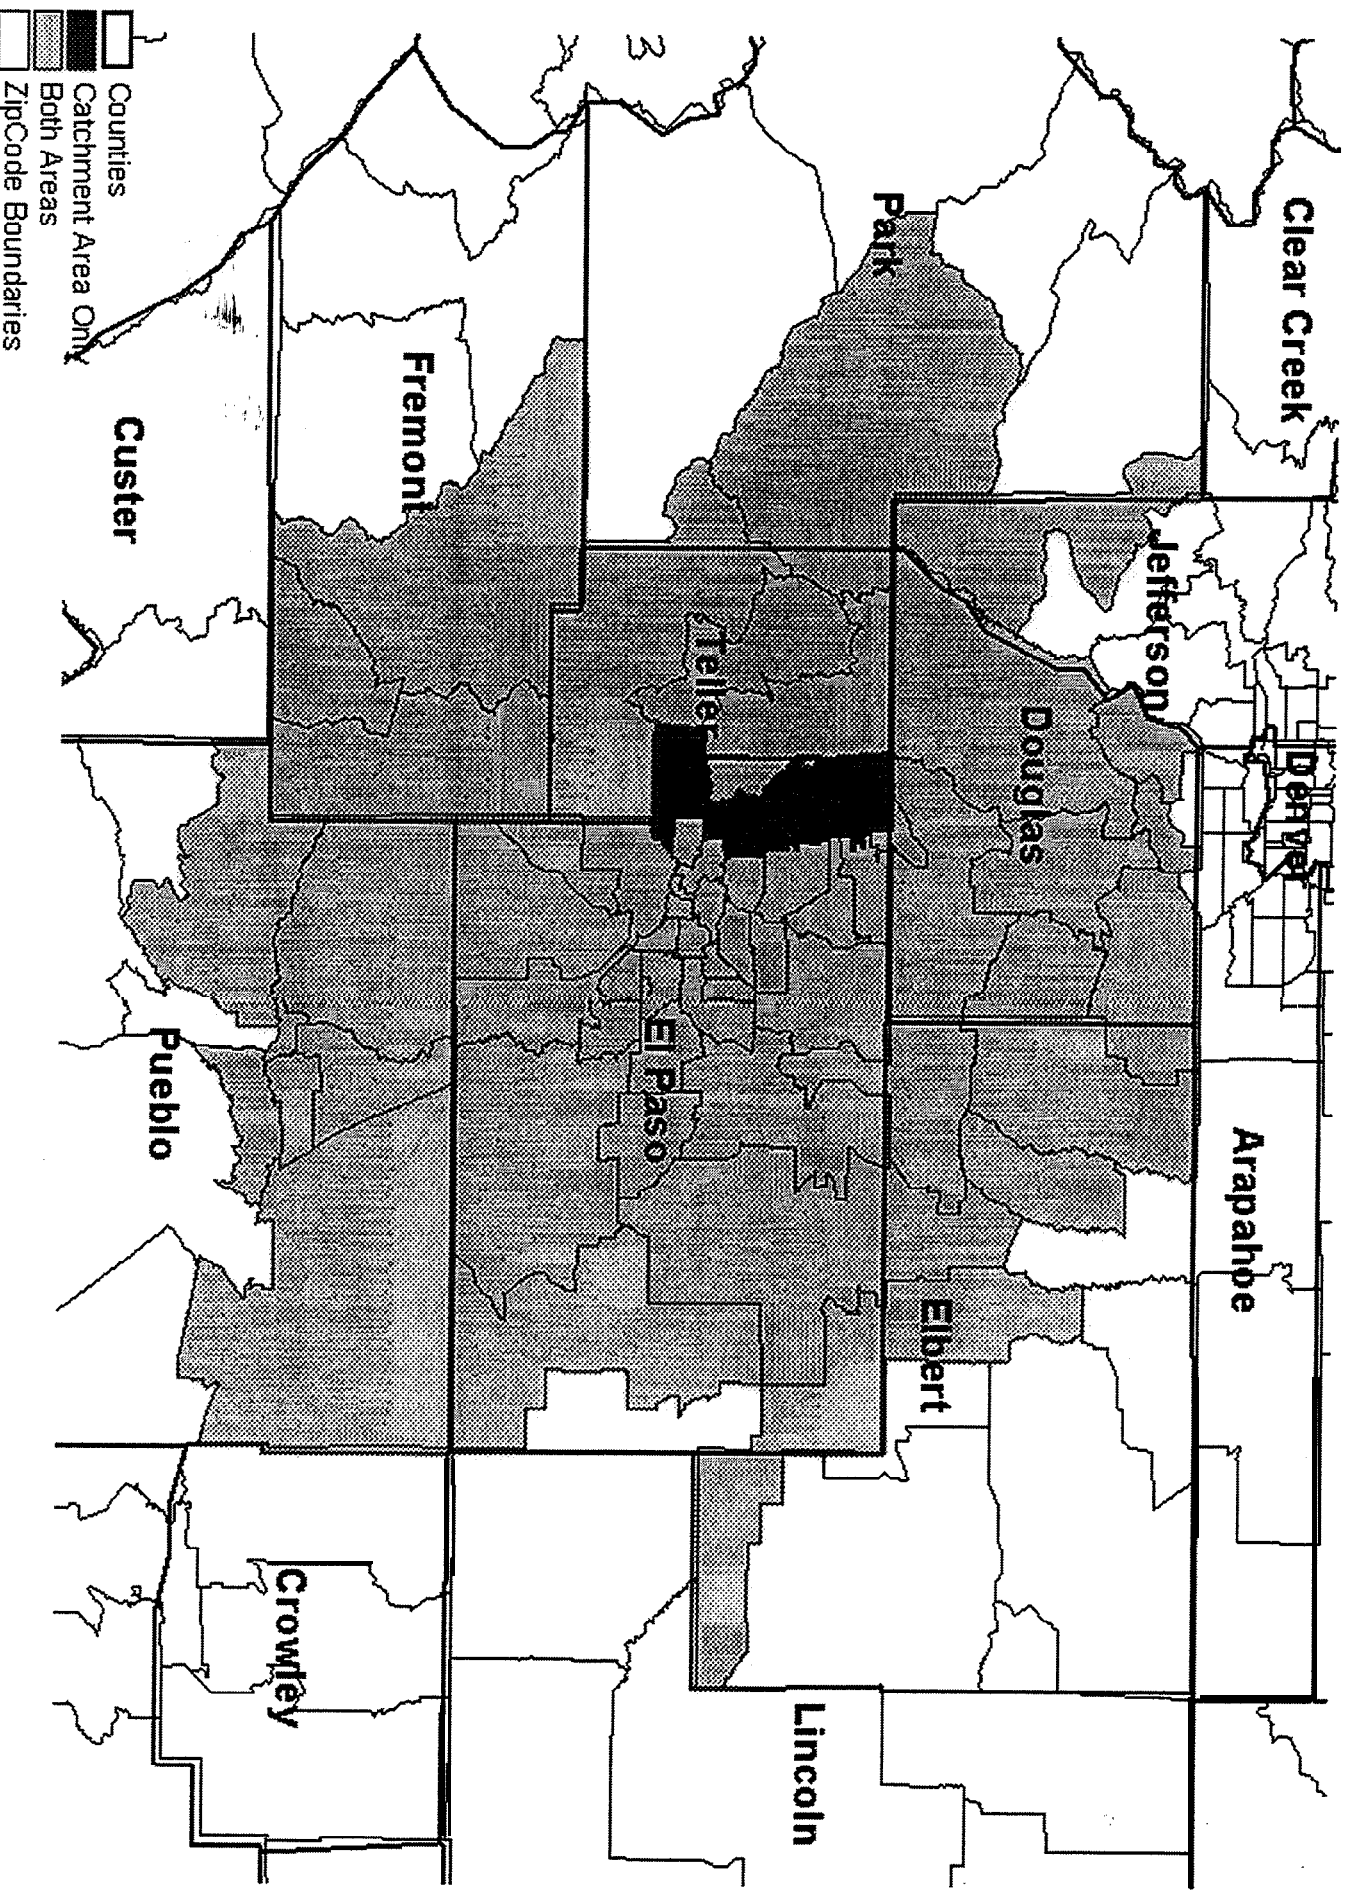 Clear Creek
Park
Jefferson
Denver
Arapahoe
Douglas
Elbert
Teller
El Paso
Lincoln
Fremont
Custer
Pueblo
Crowley
Counties
Catchment Area Only
Both Areas
ZipCode Boundaries